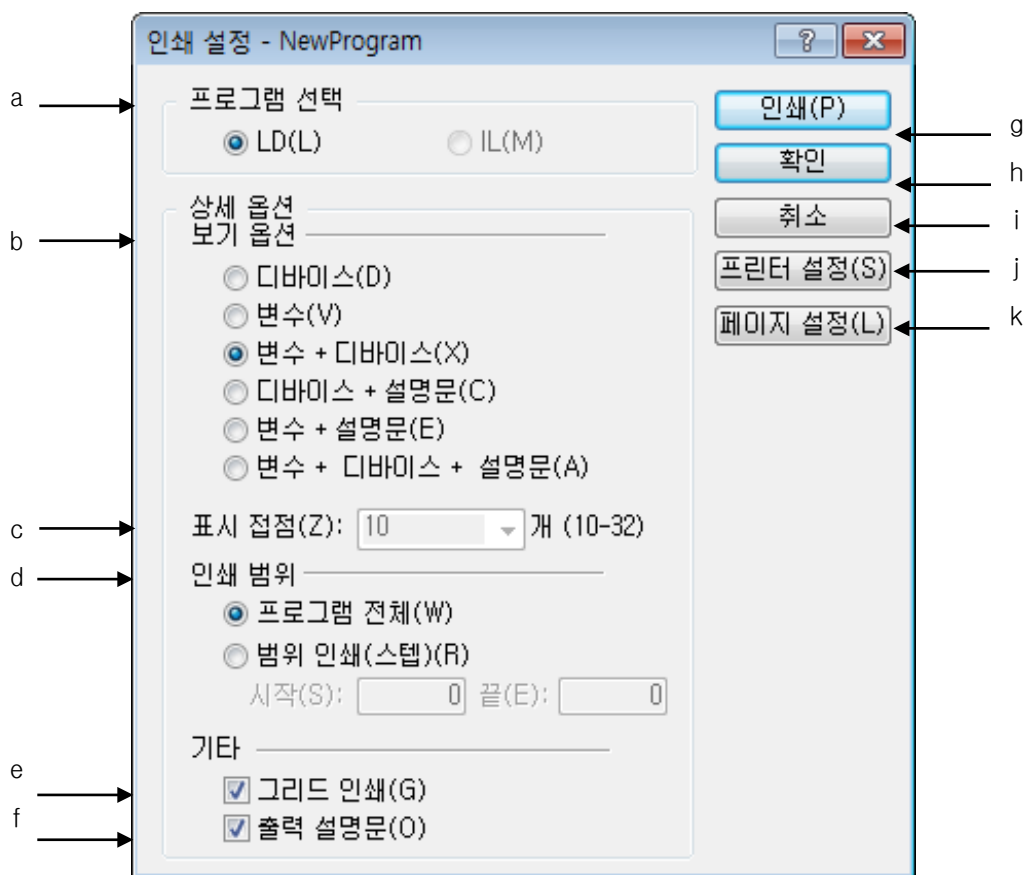 인쇄 설정 - NewProgram
a
프로그램 선택
LD(L) IL(M)
인쇄(P)
g
확인
h
취소
i
프린터 설정(S)
j
페이지 설정(L)
k
b
상세 옵션
보기 옵션
디바이스(D)
변수(V)
변수 + 디바이스(X)
디바이스 + 설명문(C)
변수 + 설명문(E)
변수 + 디바이스 + 설명문(A)
c
표시 접점(Z): 10 개 (10-32)
d
인쇄 범위
프로그램 전체(W)
범위 인쇄(스텝)(R)
시작(S): 0 끝(E): 0
기타
e
그리드 인쇄(G)
f
출력 설명문(O)